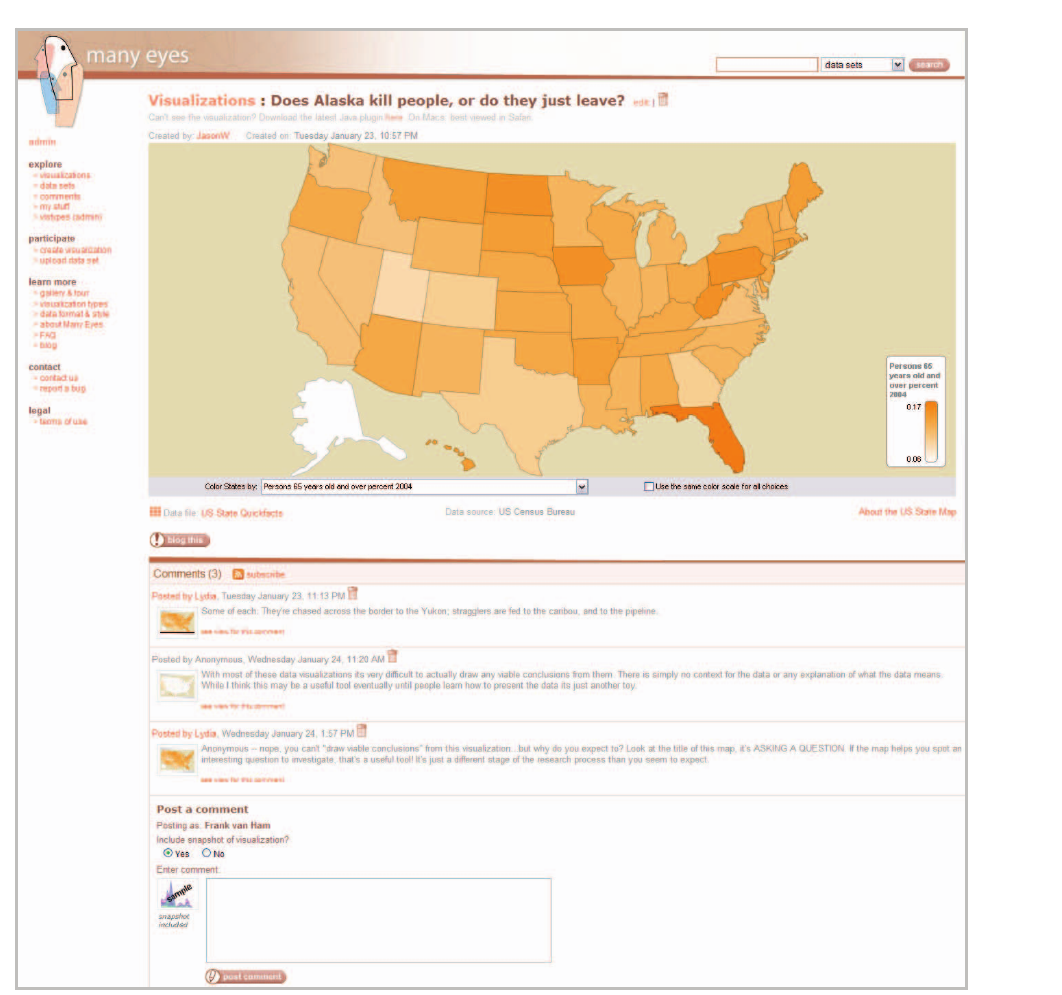 many eyes
data sets
search
Visualizations : Does Alaska kill people, or do they just leave? edit |
Can't see the visualization? Download the latest Java plugin here. On Macs, best viewed in Safari.
Created by: JasonW Created on: Tuesday January 23, 10:57 PM
admin
explore
» visualizations
» data sets
» comments
» my stuff
» vistypes (admin)
participate
» create visualization
» upload data set
learn more
» gallery & tour
» visualization types
» data format & style
» about Many Eyes
» FAQ
» blog
contact
» contact us
» report a bug
legal
» terms of use
Persons 65
years old and
over percent
2004
0.17
0.06
Color States by: Persons 65 years old and over percent 2004
Use the same color scale for all choices
Data file: US State Quickfacts
Data source: US Census Bureau
About the US State Map
blog this
Comments (3) subscribe
Posted by Lydia, Tuesday January 23, 11:13 PM
Some of each. They're chased across the border to the Yukon; stragglers are fed to the caribou, and to the pipeline.
see view for this comment
Posted by Anonymous, Wednesday January 24, 11:20 AM
With most of these data visualizations its very difficult to actually draw any viable conclusions from them. There is simply no context for the data or any explanation of what the data means.
While I think this may be a useful tool eventually until people learn how to present the data its just another toy.
see view for this comment
Posted by Lydia, Wednesday January 24, 1:57 PM
Anonymous -- nope, you can't "draw viable conclusions" from this visualization...but why do you expect to? Look at the title of this map, it's ASKING A QUESTION. If the map helps you spot an
interesting question to investigate, that's a useful tool! It's just a different stage of the research process than you seem to expect.
see view for this comment
Post a comment
Posting as: Frank van Ham
Include snapshot of visualization?
Yes No
Enter comment:
sample
snapshot
included
post comment